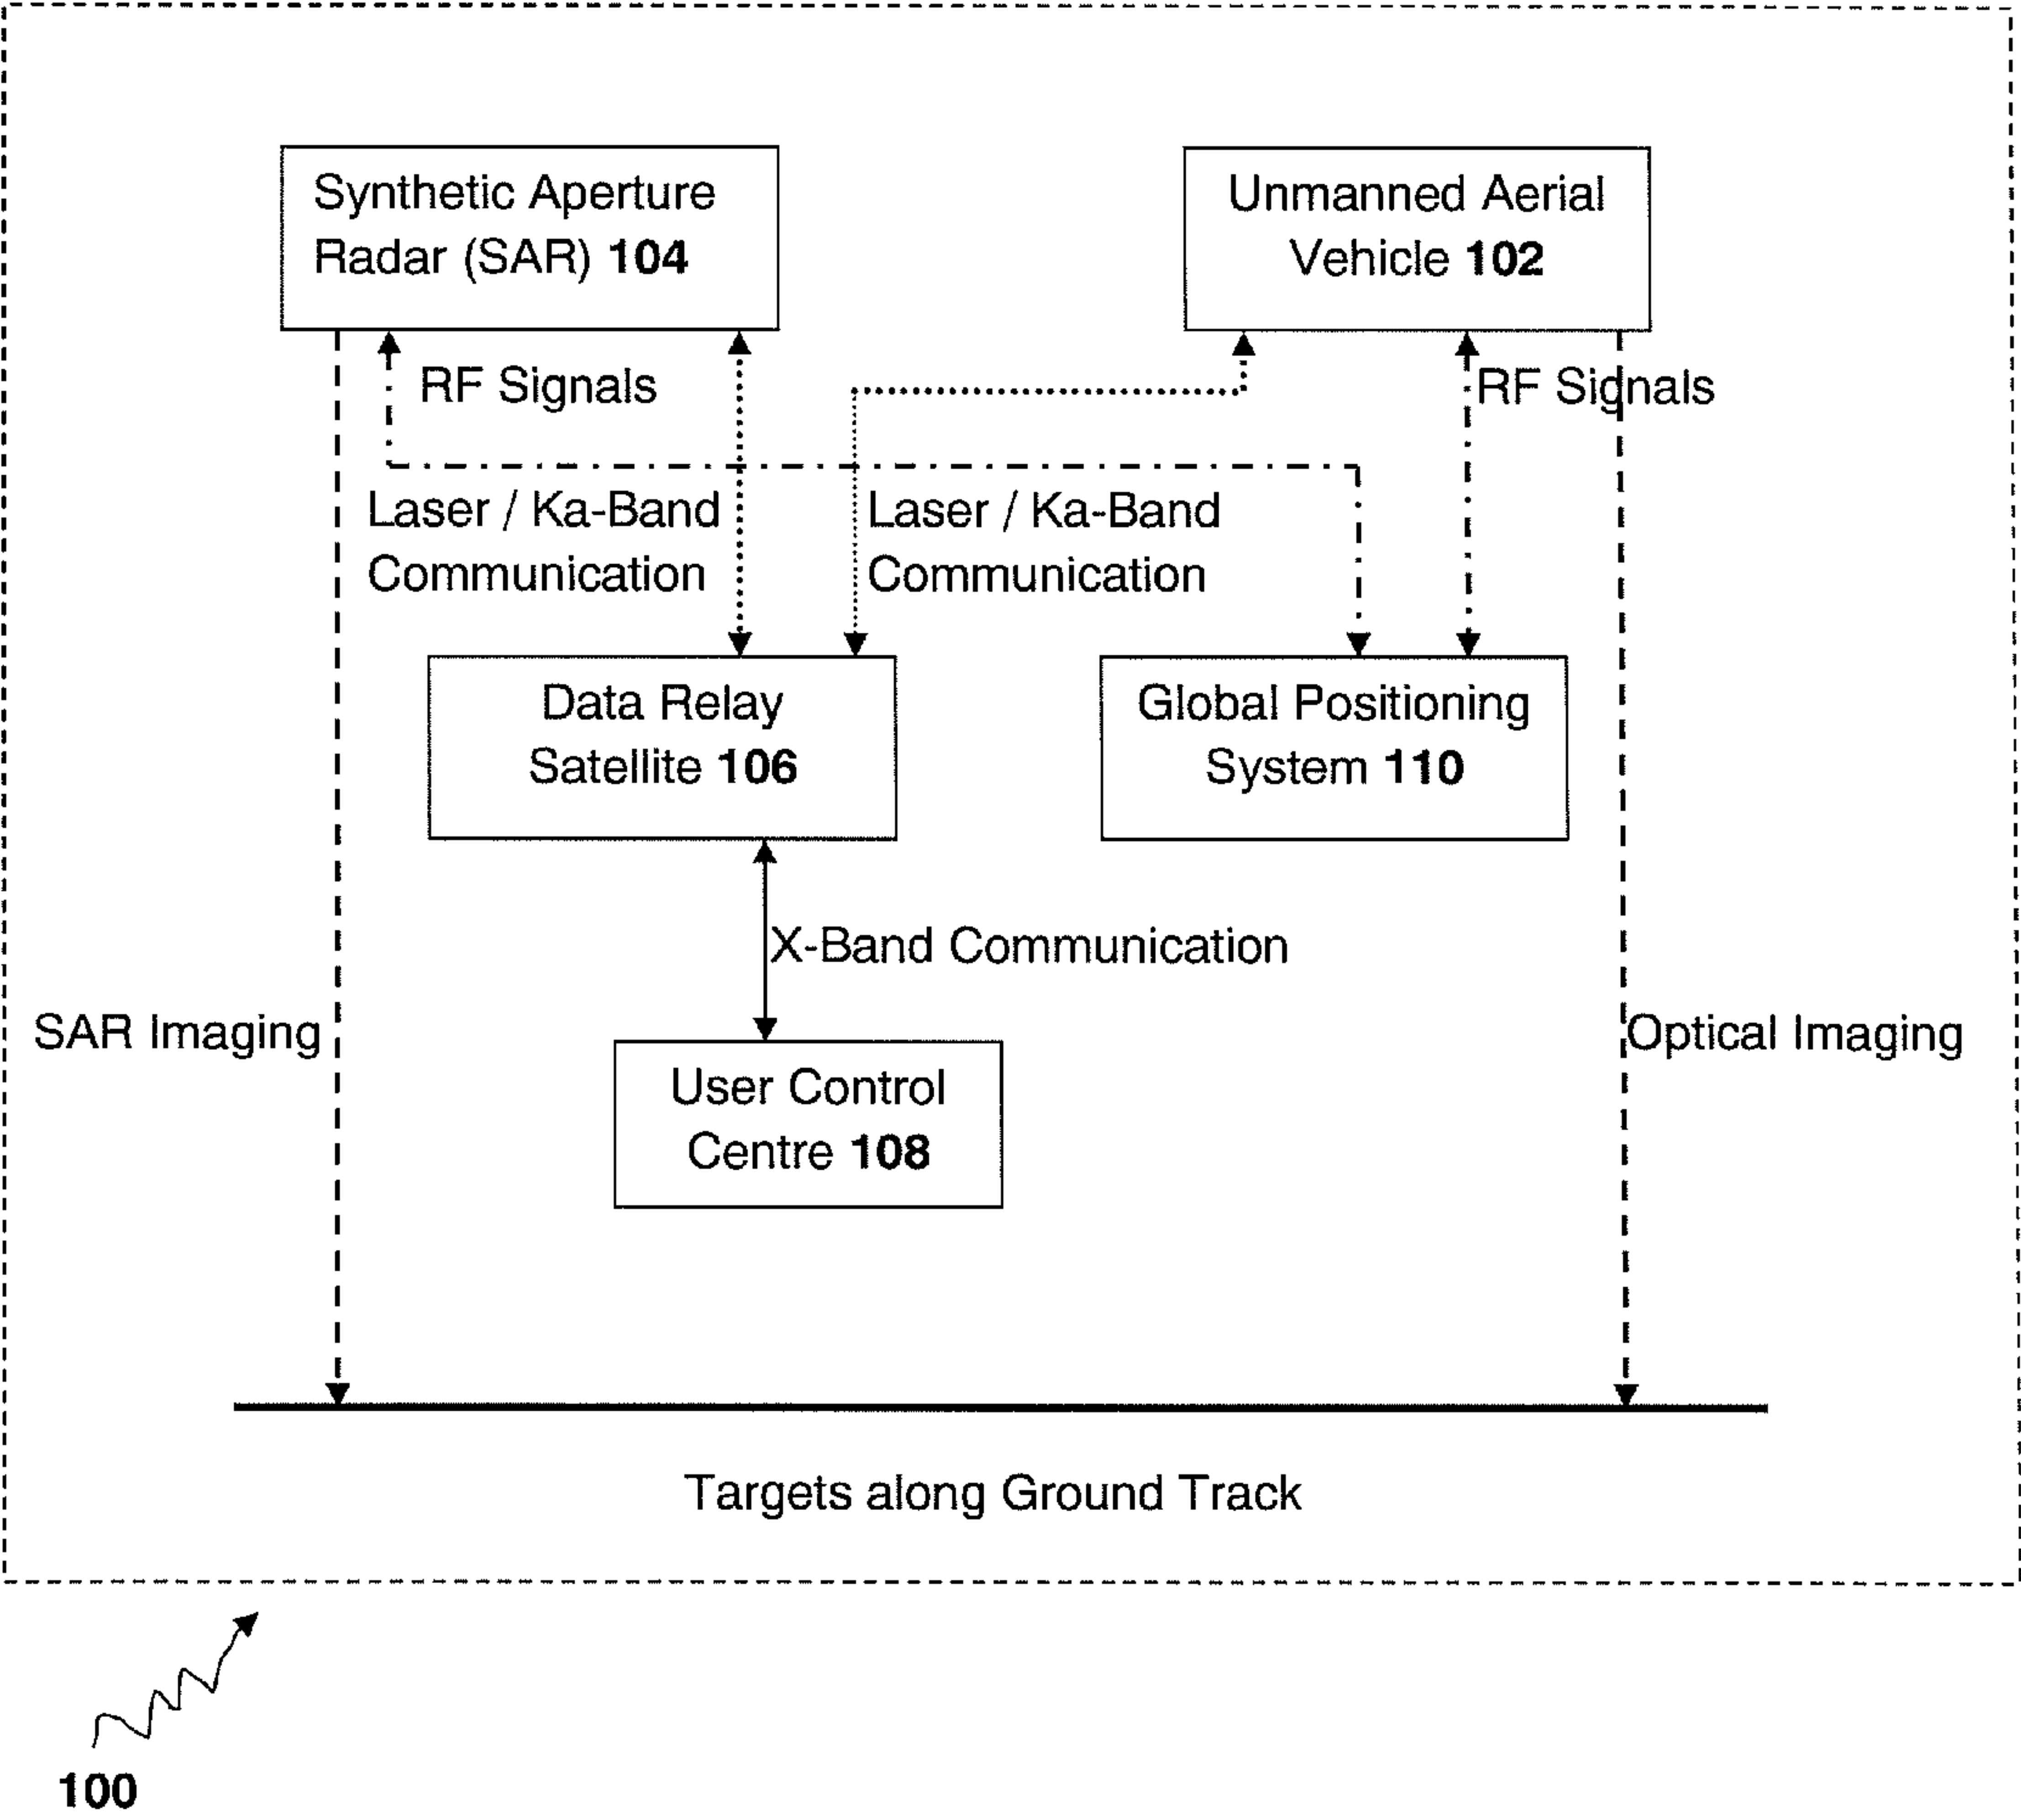 Synthetic Aperture
Radar (SAR) 104
Unmanned Aerial
Vehicle 102
RF Signals
RF Signals
Laser / Ka-Band
Communication
Laser / Ka-Band
Communication
Data Relay
Satellite 106
Global Positioning
System 110
X-Band Communication
SAR Imaging
Optical Imaging
User Control
Centre 108
Targets along Ground Track
100